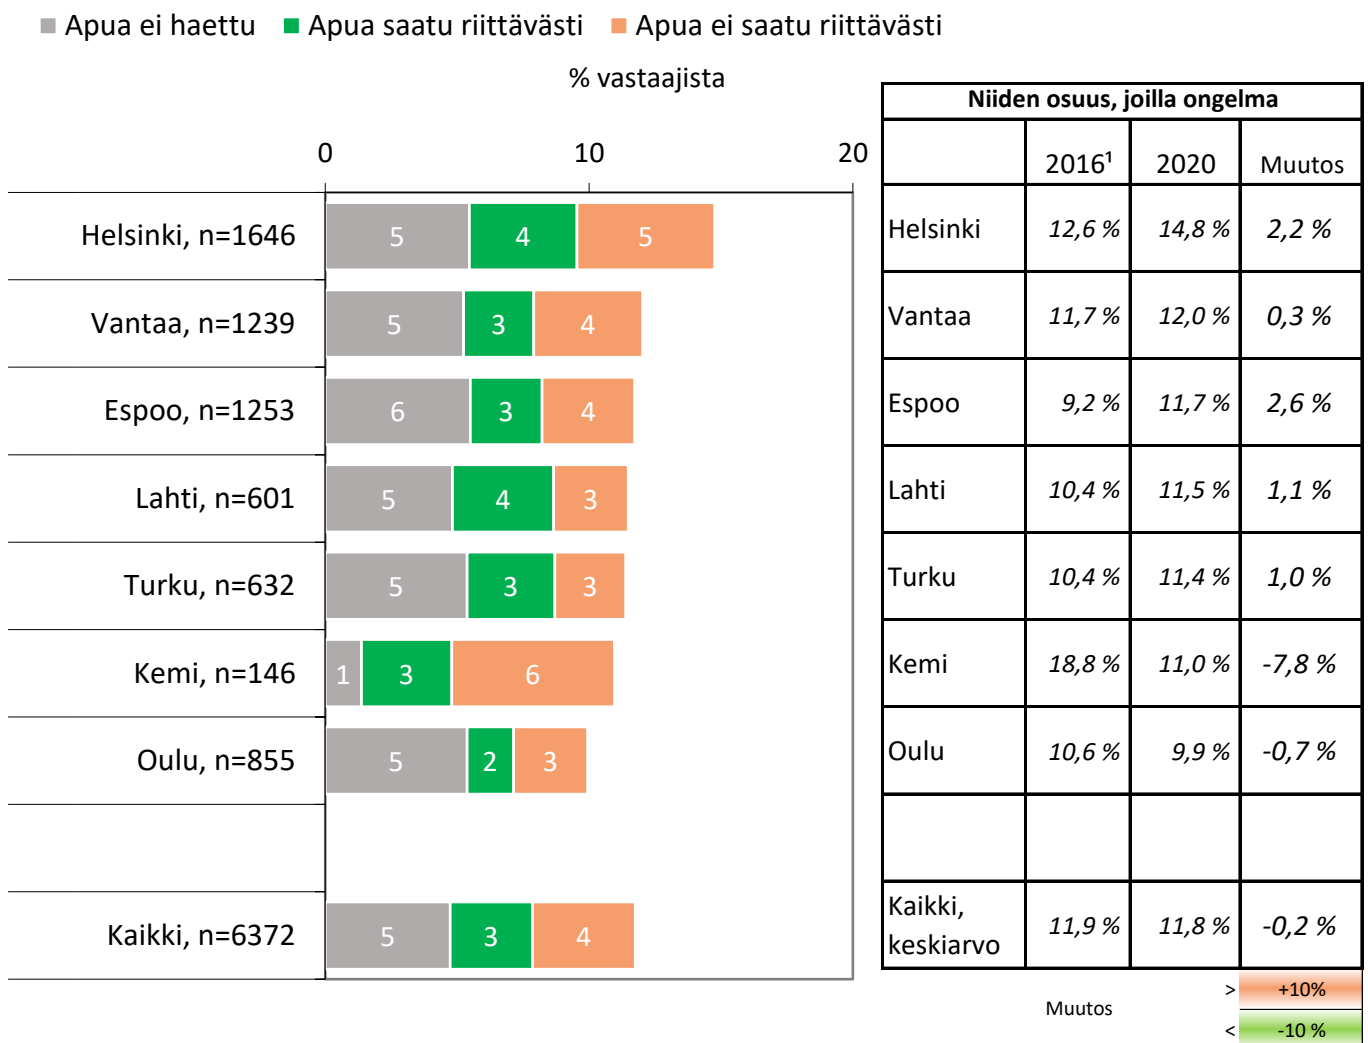 Apua ei haettu Apua saatu riittävästi Apua ei saatu riittävästi
% vastaajista
0 10 20
Helsinki, n=1646 5 4 5
Vantaa, n=1239 5 3 4
Espoo, n=1253 6 3 4
Lahti, n=601 5 4 3
Turku, n=632 5 3 3
Kemi, n=146 1 3 6
Oulu, n=855 5 2 3
Kaikki, n=6372 5 3 4
Niiden osuus, joilla ongelma
2016¹ 2020 Muutos
Helsinki 12,6 % 14,8 % 2,2 %
Vantaa 11,7 % 12,0 % 0,3 %
Espoo 9,2 % 11,7 % 2,6 %
Lahti 10,4 % 11,5 % 1,1 %
Turku 10,4 % 11,4 % 1,0 %
Kemi 18,8 % 11,0 % -7,8 %
Oulu 10,6 % 9,9 % -0,7 %
Kaikki,
keskiarvo 11,9 % 11,8 % -0,2 %
Muutos
> +10%
< -10 %